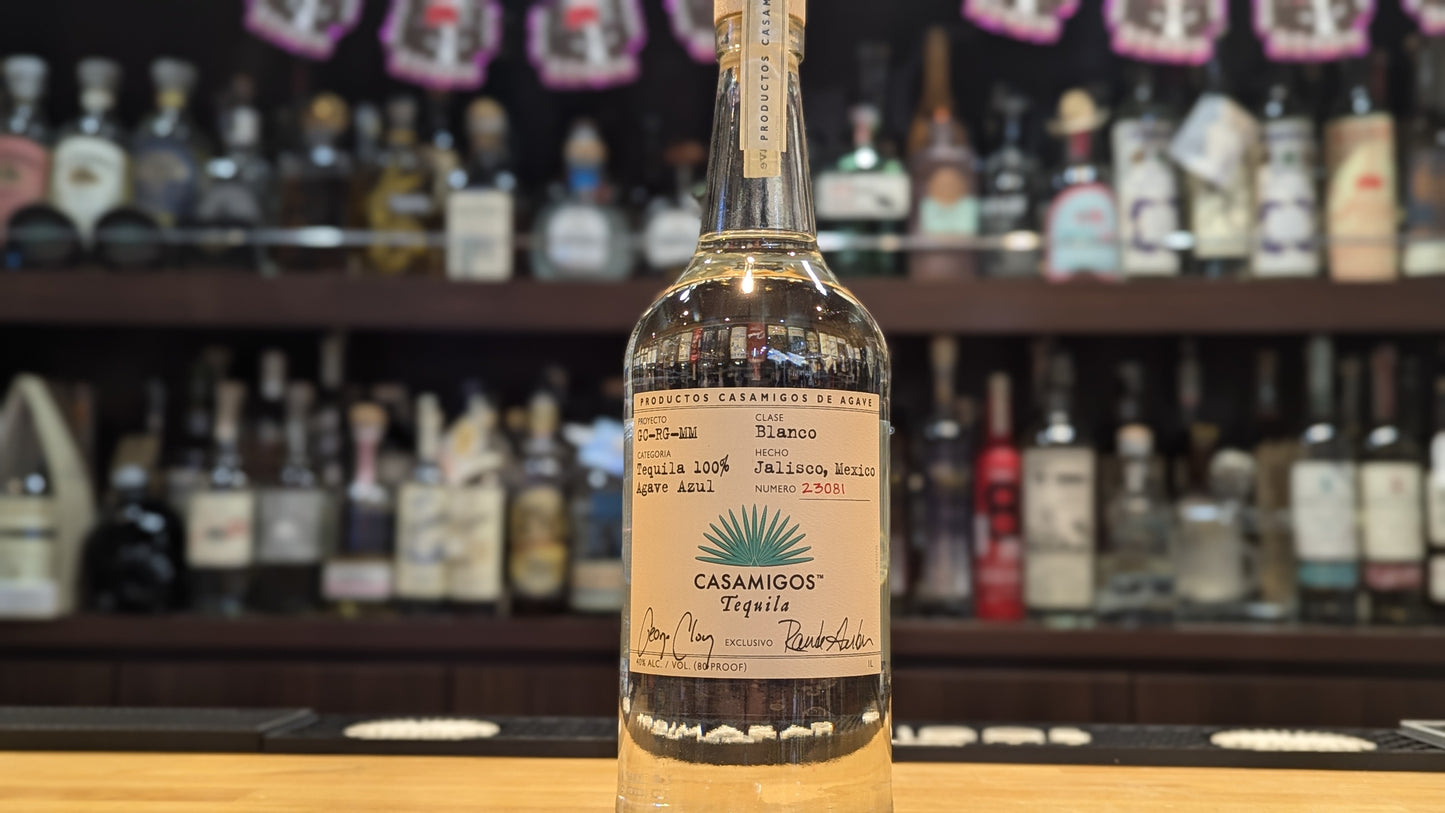 PRODUCTOS CASAM
PRODUCTOS CASAMIGOS DE AGAVE
PROYECTO
GC-RG-MM
CLASE
Blanco
CATEGORIA
Tequila 100%
Agave Azul
HECHO
Jalisco, Mexico
NUMERO 23081
CASAMIGOS™
Tequila
EXCLUSIVO
40% ALC. / VOL. (80 PROOF)
1L